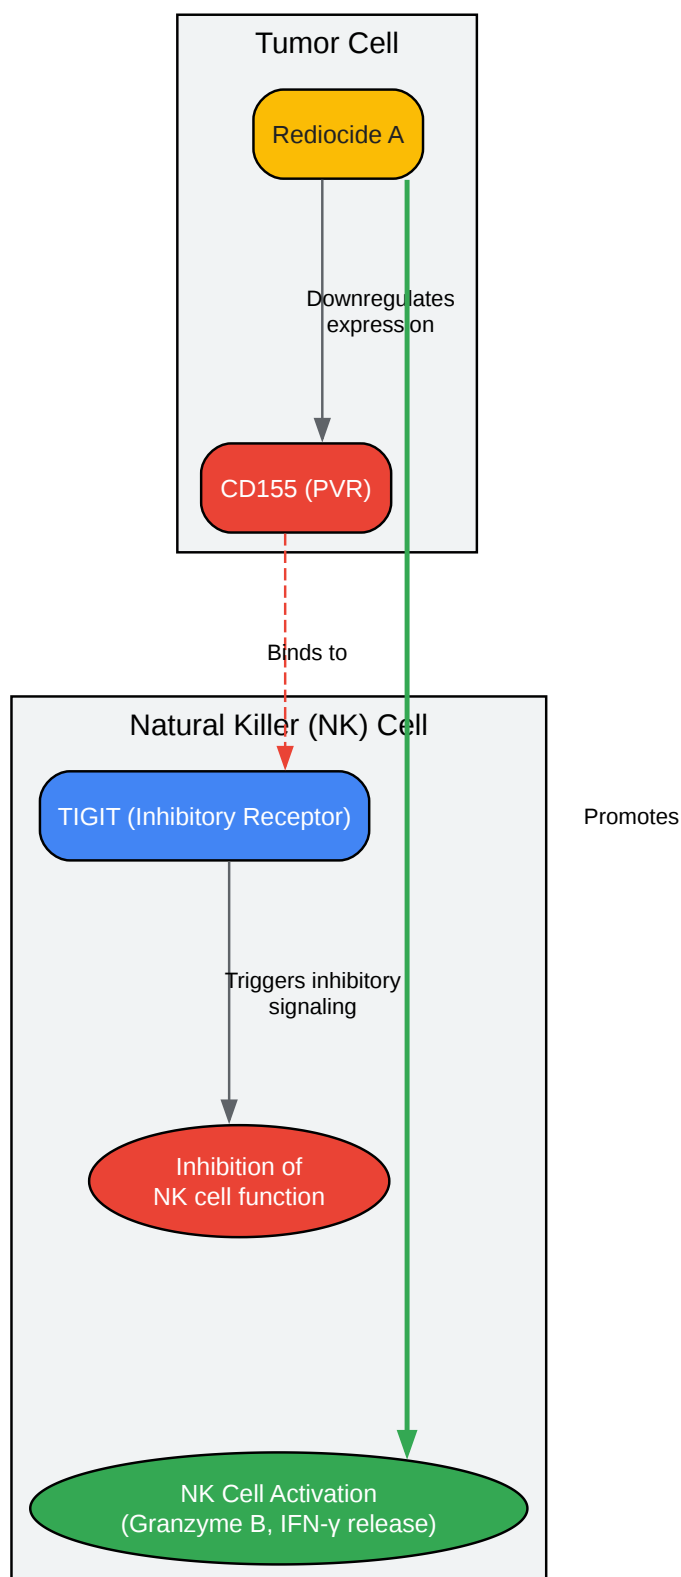 Tumor Cell
Rediocide A
Downregulates
expression
CD155 (PVR)
Binds to
Natural Killer (NK) Cell
TIGIT (Inhibitory Receptor)
Promotes
Triggers inhibitory
signaling
Inhibition of
NK cell function
NK Cell Activation
(Granzyme B, IFN-γ release)